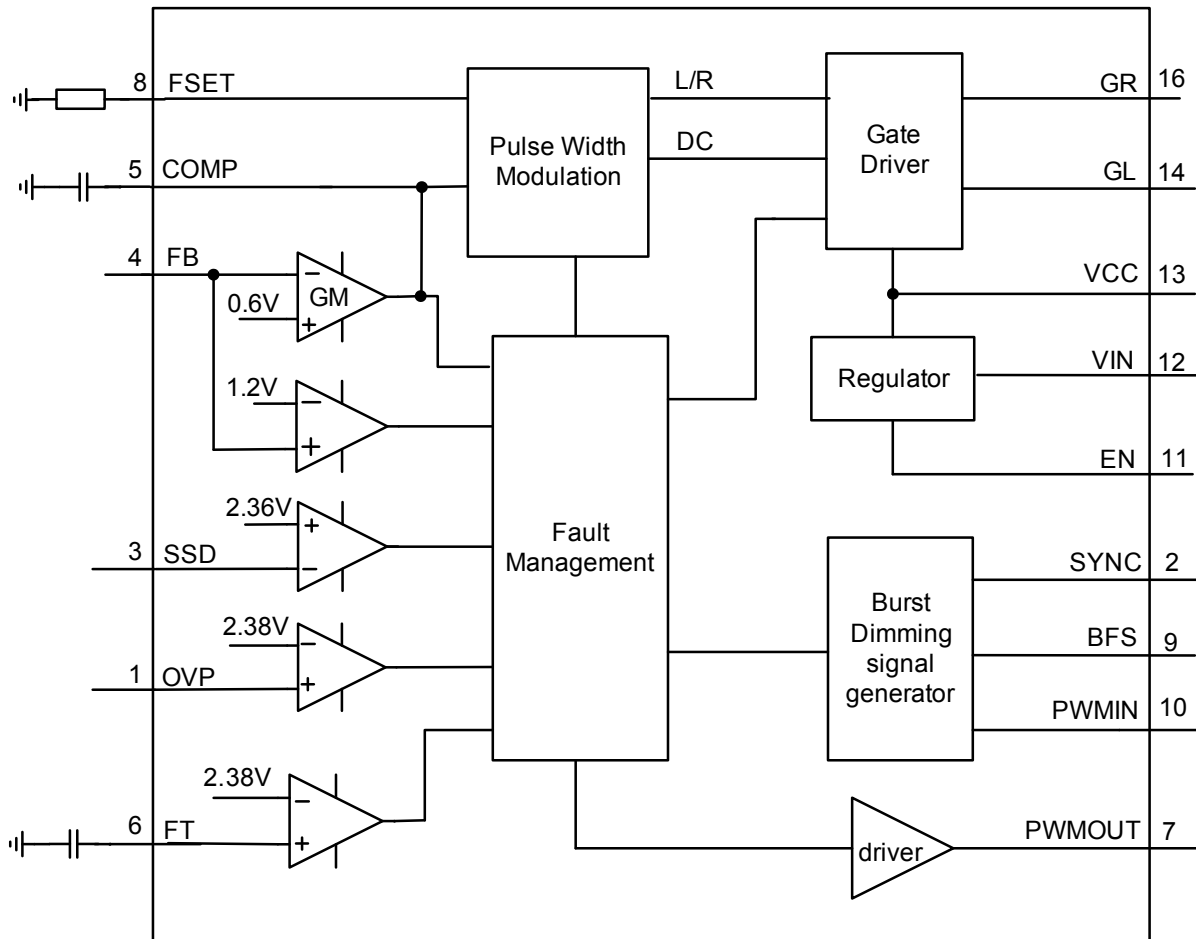 8 FSET
5 COMP
4 FB
− GM +
0.6V
1.2V
− +
2.36V
+ −
3 SSD
2.38V
− +
1 OVP
2.38V
− +
6 FT
Pulse Width
Modulation
L/R
DC
Gate
Driver
GR 16
GL 14
VCC 13
Regulator
VIN 12
EN 11
Fault
Management
Burst
Dimming
signal
generator
SYNC 2
BFS 9
PWMIN 10
driver
PWMOUT 7